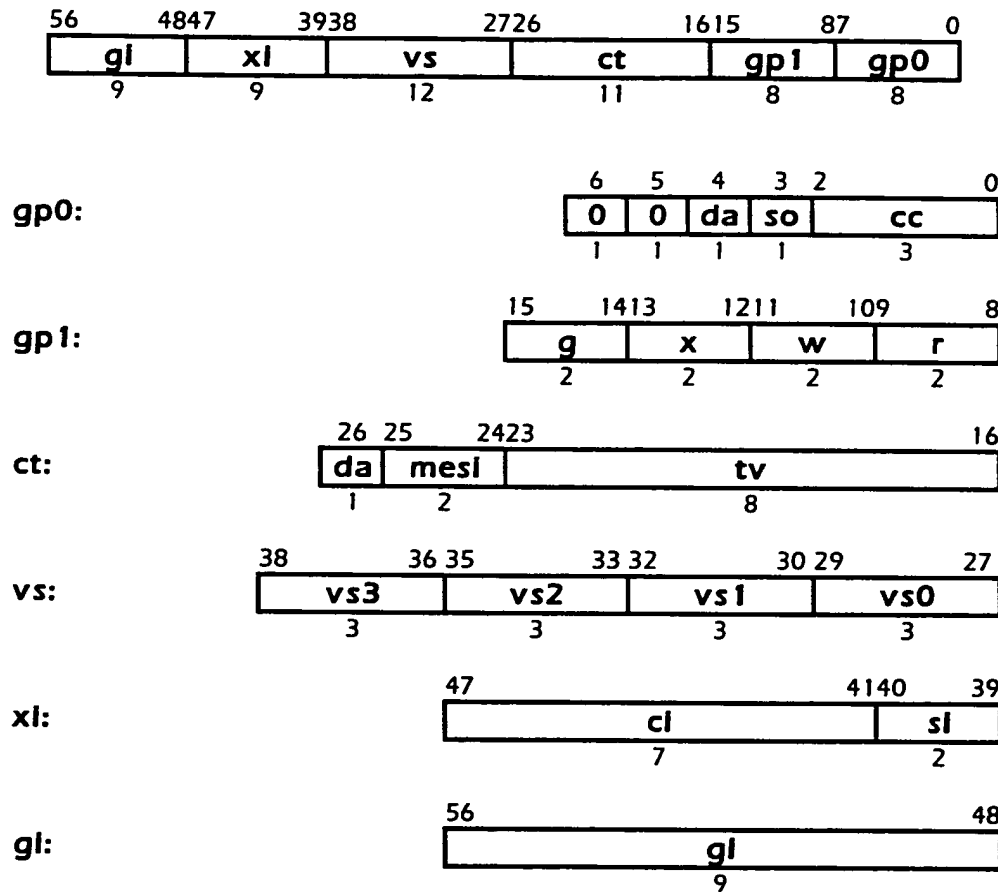 56 4847 3938 2726 1615 87 0
gl xl vs ct gp1 gp0
9 9 12 11 8 8
6 5 4 3 2 0
gp0: 0 0 da so cc
1 1 1 1 3
15 1413 1211 109 8
gp1: g x w r
2 2 2 2
26 25 2423 16
ct: da mesi tv
1 2 8
38 36 35 33 32 30 29 27
vs: vs3 vs2 vs1 vs0
3 3 3 3
47 4140 39
xl: cl sl
7 2
56 48
gl: gl
9